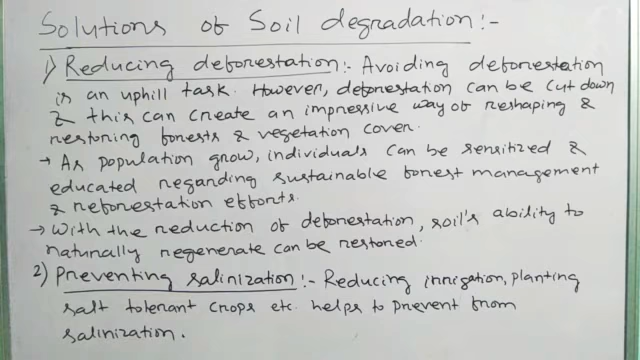 Solutions of Soil degradation:-
1) Reducing deforestation:- Avoiding deforestation
is an uphill task. However, deforestation can be cut down
& this can create an impressive way of reshaping &
restoring forests & vegetation cover.
→ As population grow, individuals can be sensitized &
educated regarding sustainable forest management
& reforestation efforts.
→ With the reduction of deforestation, soil's ability to
naturally regenerate can be restored.
2) Preventing salinization:- Reducing irrigation, planting
salt tolerant crops etc. helps to prevent from
salinization.